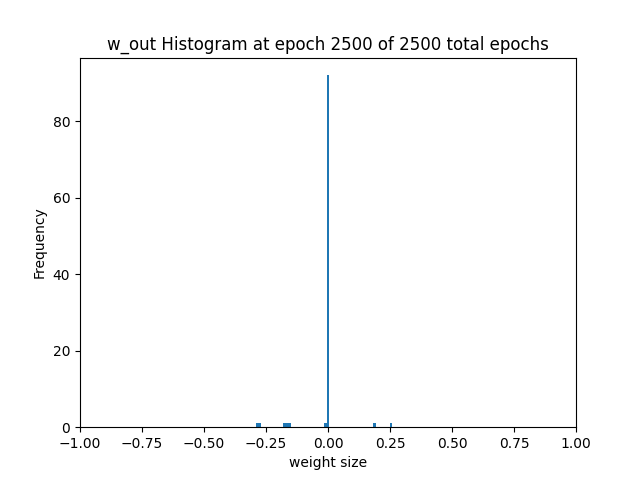 w_out Histogram at epoch 2500 of 2500 total epochs
Frequency
80
60
40
20
0
−1.00 −0.75 −0.50 −0.25 0.00 0.25 0.50 0.75 1.00
weight size